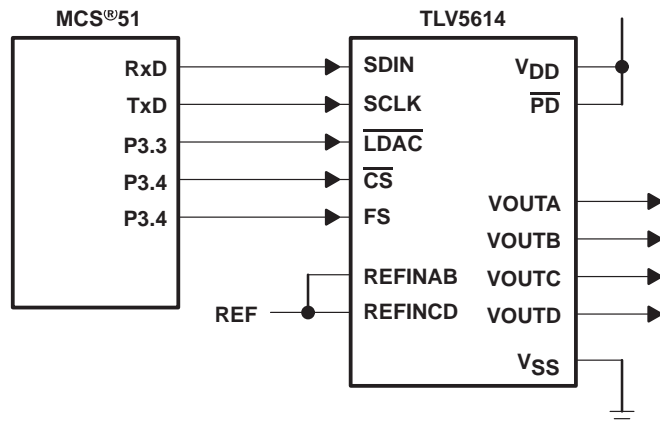 MCS®51
TLV5614
RxD
TxD
P3.3
P3.4
P3.4
SDIN
SCLK
LDAC
CS
FS
REFINAB
REFINCD
REF
VDD
PD
VOUTA
VOUTB
VOUTC
VOUTD
VSS